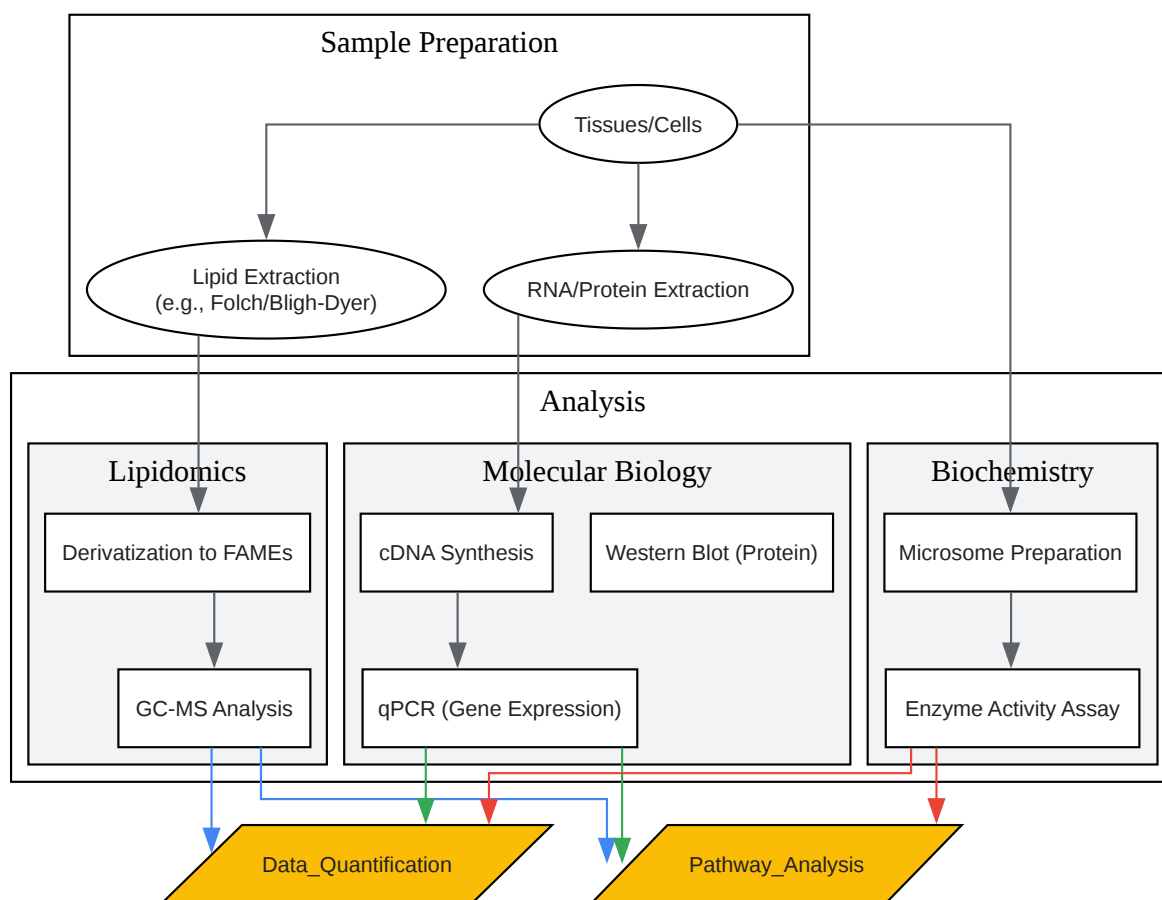 Sample Preparation
Tissues/Cells
Lipid Extraction
(e.g., Folch/Bligh-Dyer)
RNA/Protein Extraction
Analysis
Lipidomics
Molecular Biology
Biochemistry
Derivatization to FAMEs
cDNA Synthesis
Western Blot (Protein)
Microsome Preparation
GC-MS Analysis
qPCR (Gene Expression)
Enzyme Activity Assay
Data_Quantification
Pathway_Analysis